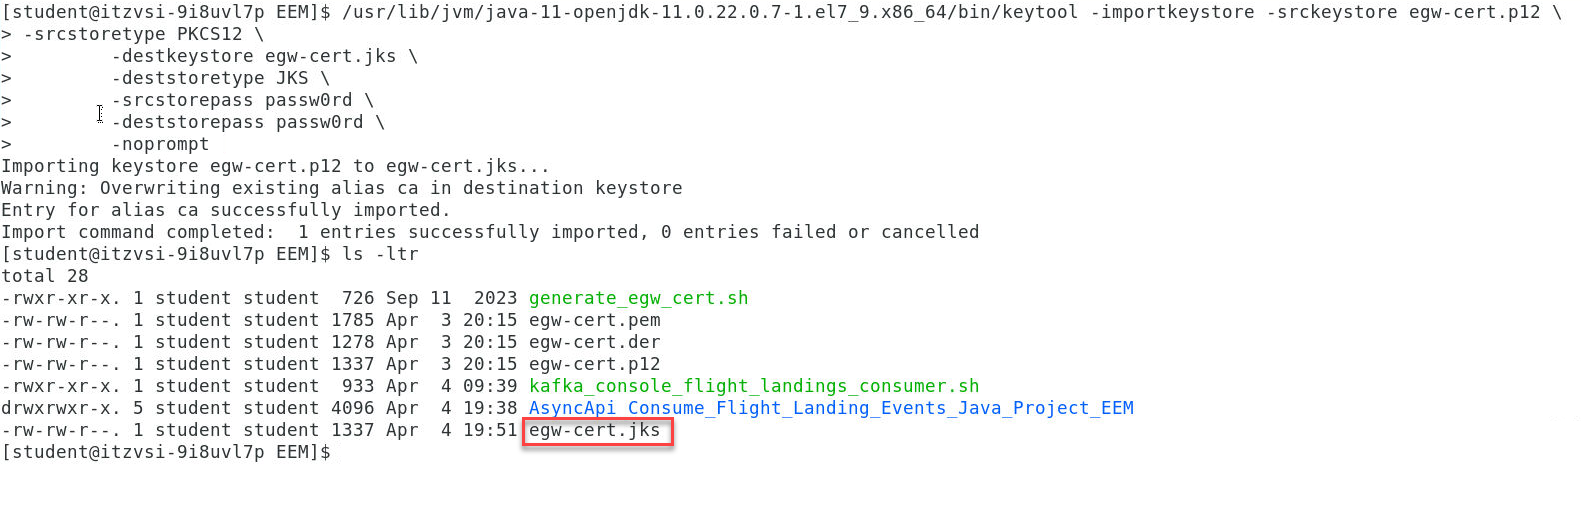 [student@itzvsi-9i8uvl7p EEM]$ /usr/lib/jvm/java-11-openjdk-11.0.22.0.7-1.el7_9.x86_64/bin/keytool -importkeystore -srckeystore egw-cert.p12 \
> -srcstoretype PKCS12 \
>         -destkeystore egw-cert.jks \
>         -deststoretype JKS \
>         -srcstorepass passw0rd \
>         -deststorepass passw0rd \
>         -noprompt
Importing keystore egw-cert.p12 to egw-cert.jks...
Warning: Overwriting existing alias ca in destination keystore
Entry for alias ca successfully imported.
Import command completed:  1 entries successfully imported, 0 entries failed or cancelled
[student@itzvsi-9i8uvl7p EEM]$ ls -ltr
total 28
-rwxr-xr-x. 1 student student  726 Sep 11  2023 generate_egw_cert.sh
-rw-rw-r--. 1 student student 1785 Apr  3 20:15 egw-cert.pem
-rw-rw-r--. 1 student student 1278 Apr  3 20:15 egw-cert.der
-rw-rw-r--. 1 student student 1337 Apr  3 20:15 egw-cert.p12
-rwxr-xr-x. 1 student student  933 Apr  4 09:39 kafka_console_flight_landings_consumer.sh
drwxrwxr-x. 5 student student 4096 Apr  4 19:38 AsyncApi_Consume_Flight_Landing_Events_Java_Project_EEM
-rw-rw-r--. 1 student student 1337 Apr  4 19:51 egw-cert.jks
[student@itzvsi-9i8uvl7p EEM]$